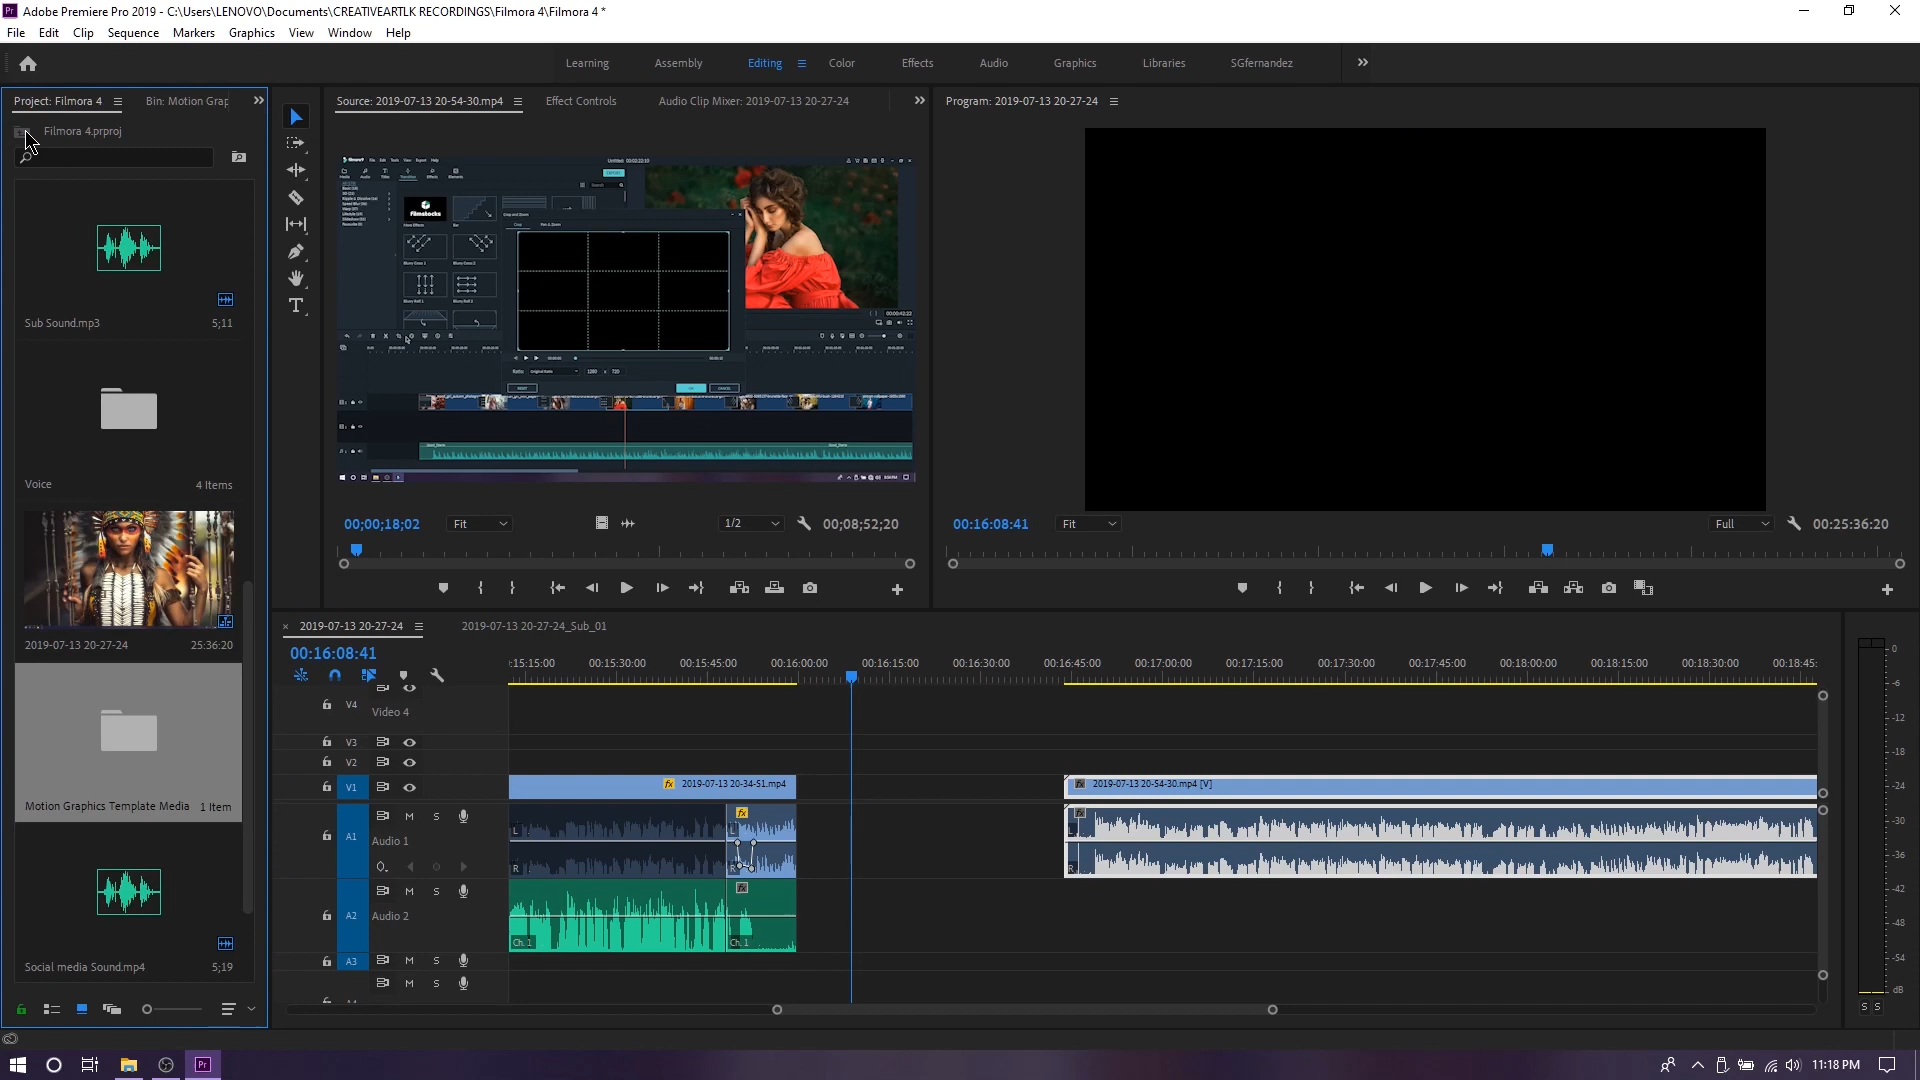 Adobe Premiere Pro 2019 - C:\Users\LENOVO\Documents\CREATIVEARTLK RECORDINGS\Filmora 4\Filmora 4 *
File Edit Clip Sequence Markers Graphics View Window Help
Learning Assembly Editing Color Effects Audio Graphics Libraries SGfernandez
Project: Filmora 4 Bin: Motion Grap
Filmora 4.prproj
Sub Sound.mp3 5;11
Voice 4 Items
2019-07-13 20-27-24 25:36:20
Motion Graphics Template Media 1 Item
Social media Sound.mp4 5;19
Source: 2019-07-13 20-54-30.mp4 Effect Controls Audio Clip Mixer: 2019-07-13 20-27-24
00;00;18;02 Fit 1/2 00;08;52;20
Program: 2019-07-13 20-27-24
00:16:08:41 Fit Full 00:25:36:20
2019-07-13 20-27-24 2019-07-13 20-27-24_Sub_01
00:16:08:41
:15:15:00 00:15:30:00 00:15:45:00 00:16:00:00 00:16:15:00 00:16:30:00 00:16:45:00 00:17:00:00 00:17:15:00 00:17:30:00 00:17:45:00 00:18:00:00 00:18:15:00 00:18:30:00 00:18:45:
V4 Video 4
V3
V2
V1 fx 2019-07-13 20-34-51.mp4 fx 2019-07-13 20-54-30.mp4 [V]
A1 M S Audio 1 L R L R fx L R fx
A2 M S Audio 2 Ch. 1 Ch. 1 fx
A3 M S
M S
0
-6
-12
-18
-24
-30
-36
-42
-48
-54
dB
S S
Pr 11:18 PM